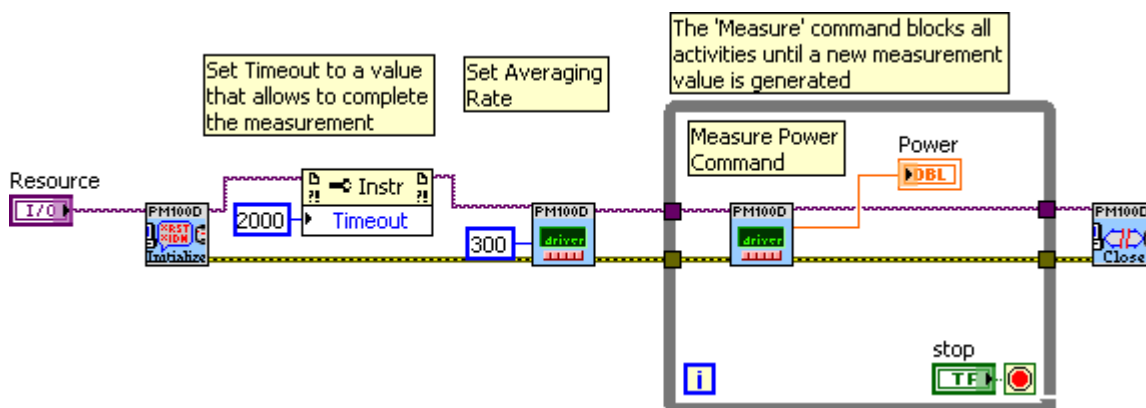 The 'Measure' command blocks all
activities until a new measurement
value is generated
Set Timeout to a value
that allows to complete
the measurement
Set Averaging
Rate
Measure Power
Command
Power
DBL
Resource
I/O
PM100D
*RST
*IDN
Initialize
?!
Instr
?!
2000
Timeout
300
PM100D
driver
PM100D
driver
PM100D
Close
i
stop
TF